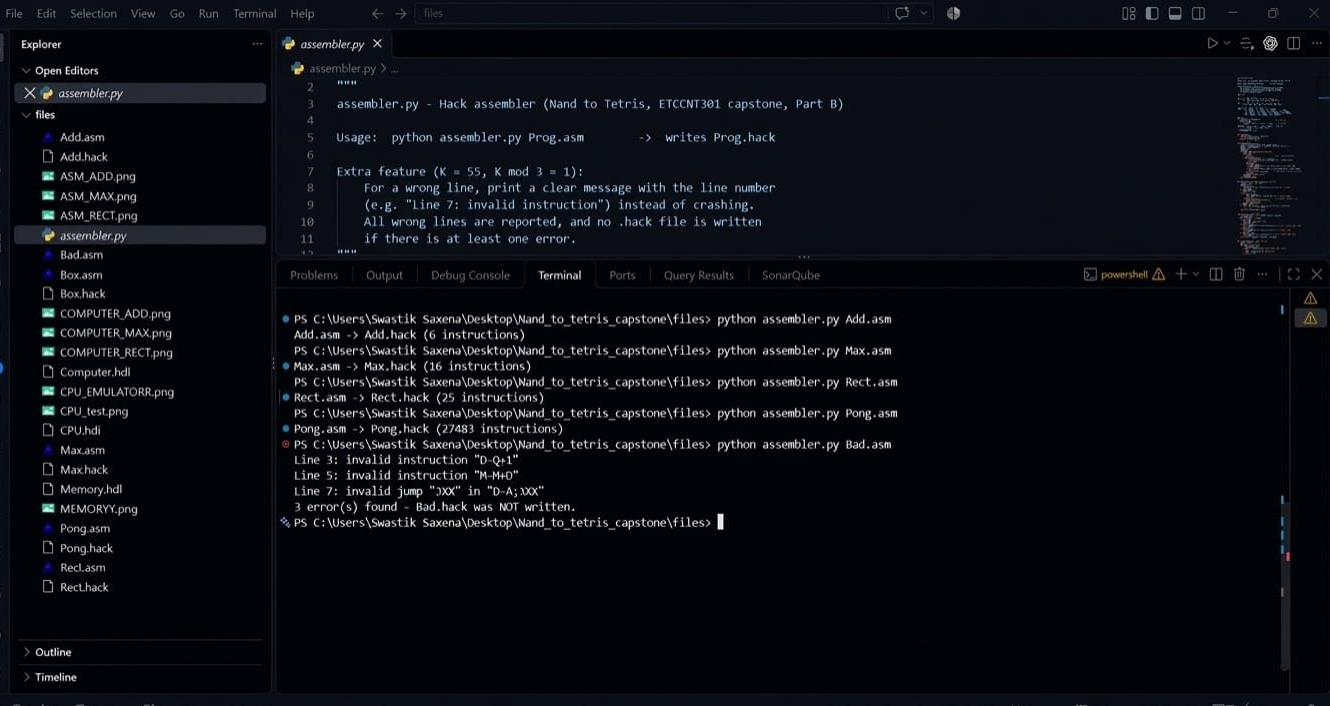 File Edit Selection View Go Run Terminal Help
files
Explorer
Open Editors
assembler.py
files
Add.asm
Add.hack
ASM_ADD.png
ASM_MAX.png
ASM_RECT.png
assembler.py
Bad.asm
Box.asm
Box.hack
COMPUTER_ADD.png
COMPUTER_MAX.png
COMPUTER_RECT.png
Computer.hdl
CPU_EMULATORR.png
CPU_test.png
CPU.hdi
Max.asm
Max.hack
Memory.hdl
MEMORYY.png
Pong.asm
Pong.hack
Recl.asm
Rect.hack
Outline
Timeline
assembler.py
assembler.py > ...
2 """
3 assembler.py - Hack assembler (Nand to Tetris, ETCCNT301 capstone, Part B)
4
5 Usage: python assembler.py Prog.asm -> writes Prog.hack
6
7 Extra feature (K = 55, K mod 3 = 1):
8 For a wrong line, print a clear message with the line number
9 (e.g. "Line 7: invalid instruction") instead of crashing.
10 All wrong lines are reported, and no .hack file is written
11 if there is at least one error.
"""
Problems Output Debug Console Terminal Ports Query Results SonarQube
powershell
PS C:\Users\Swastik Saxena\Desktop\Nand_to_tetris_capstone\files> python assembler.py Add.asm
Add.asm -> Add.hack (6 instructions)
PS C:\Users\Swastik Saxena\Desktop\Nand_to_tetris_capstone\files> python assembler.py Max.asm
Max.asm -> Max.hack (16 instructions)
PS C:\Users\Swastik Saxena\Desktop\Nand_to_tetris_capstone\files> python assembler.py Rect.asm
Rect.asm -> Rect.hack (25 instructions)
PS C:\Users\Swastik Saxena\Desktop\Nand_to_tetris_capstone\files> python assembler.py Pong.asm
Pong.asm -> Pong.hack (27483 instructions)
PS C:\Users\Swastik Saxena\Desktop\Nand_to_tetris_capstone\files> python assembler.py Bad.asm
Line 3: invalid instruction "D-Q+1"
Line 5: invalid instruction "M-M+D"
Line 7: invalid jump in
3 error(s) found - Bad.hack was NOT written.
PS C:\Users\Swastik Saxena\Desktop\Nand_to_tetris_capstone\files>